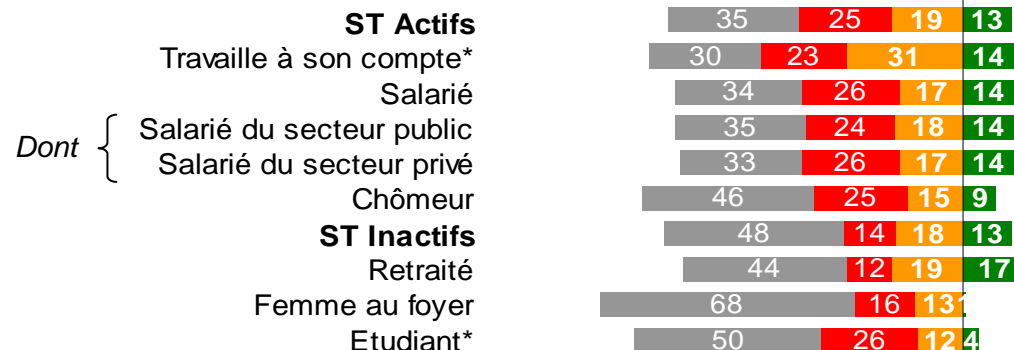 ST Actifs 35 25 19 13
Travaille à son compte* 30 23 31 14
Salarié 34 26 17 14
Dont
Salarié du secteur public 35 24 18 14
Salarié du secteur privé 33 26 17 14
Chômeur 46 25 15 9
ST Inactifs 48 14 18 13
Retraité 44 12 19 17
Femme au foyer 68 16 13
Etudiant* 50 26 12 4